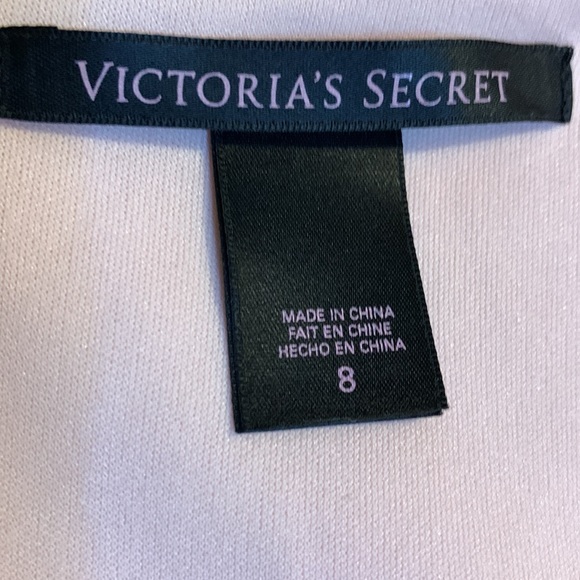 VICTORIA'S SECRET
MADE IN CHINA
FAIT EN CHINE
HECHO EN CHINA
8